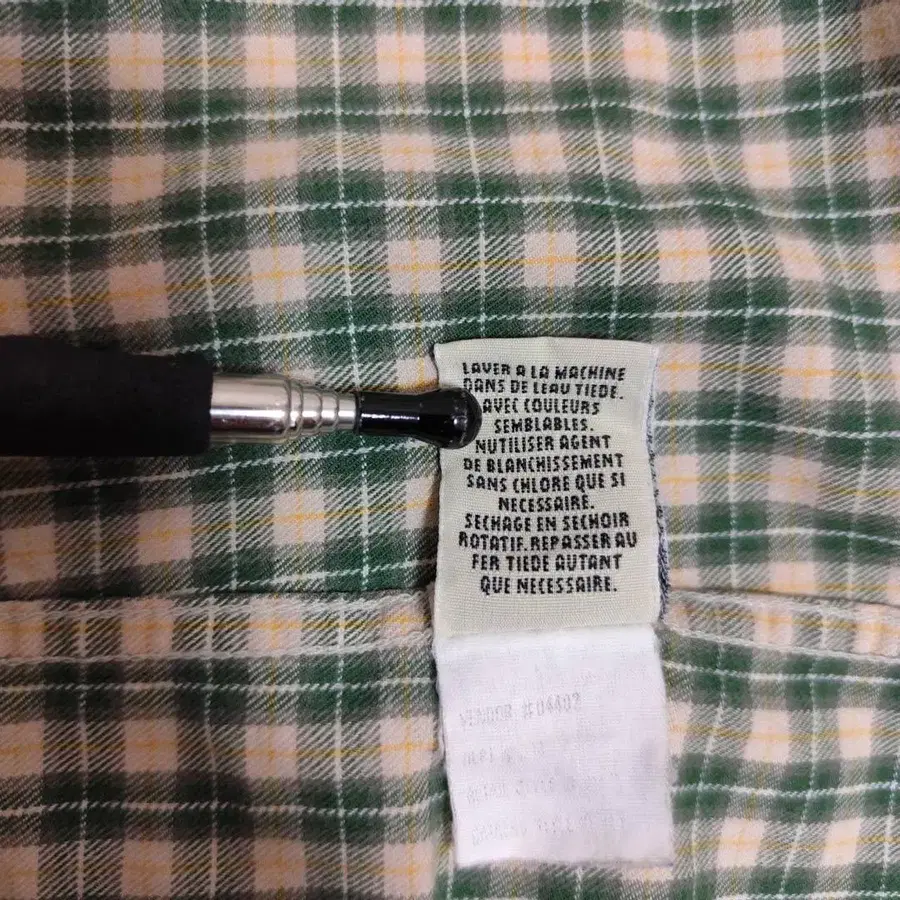 LAVER A LA MACHINE
DANS DE LEAU TIEDE.
AVEC COULEURS
SEMBLABLES.
NUTILISER AGENT
DE BLANCHISSEMENT
SANS CHLORE QUE SI
NECESSAIRE.
SECHAGE EN SECHOIR
ROTATIF.REPASSER AU
FER TIEDE AUTANT
QUE NECESSAIRE.
VENDOR